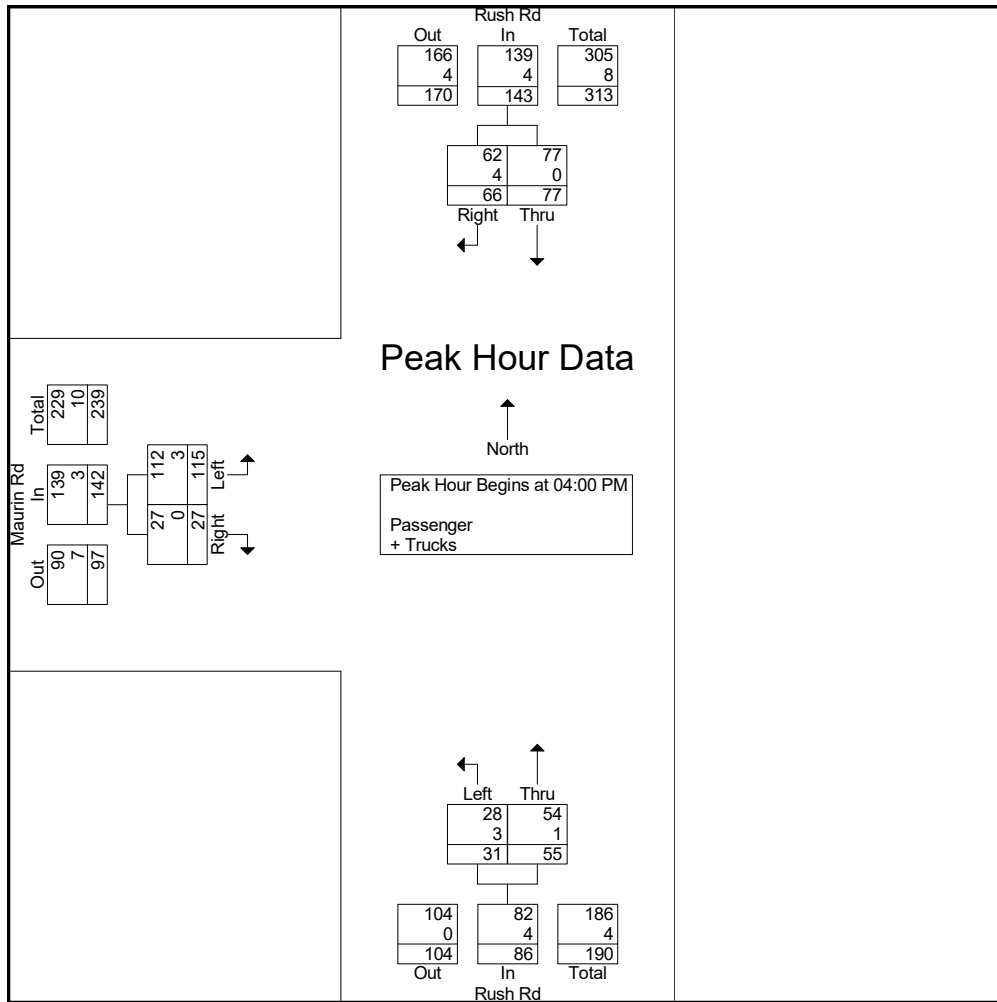 Rush Rd
Out In Total
166 139 305
4 4 8
170 143 313
62 77
4 0
66 77
Right Thru
Peak Hour Data
North
Peak Hour Begins at 04:00 PM
Passenger
+ Trucks
Maurin Rd
Out In Total
90 139 229
7 3 10
97 142 239
27 112
0 3
27 115
Right Left
Left Thru
28 54
3 1
31 55
104 82 186
0 4 4
104 86 190
Out In Total
Rush Rd